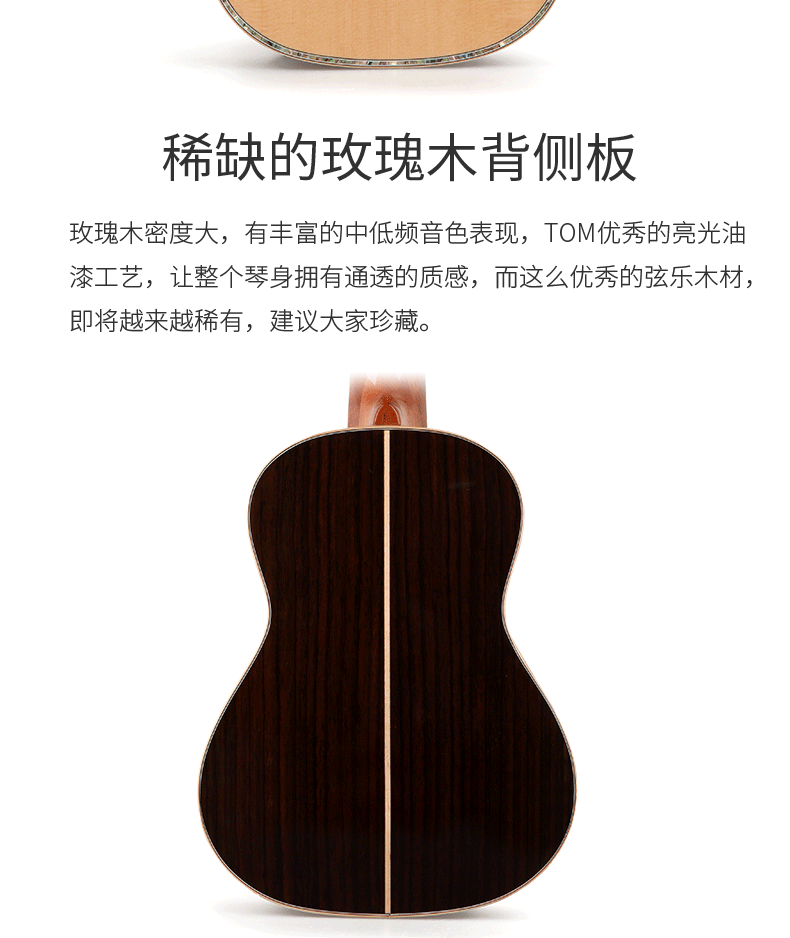 稀缺的玫瑰木背侧板
玫瑰木密度大，有丰富的中低频音色表现，TOM优秀的亮光油
漆工艺，让整个琴身拥有通透的质感，而这么优秀的弦乐木材，
即将越来越稀有，建议大家珍藏。